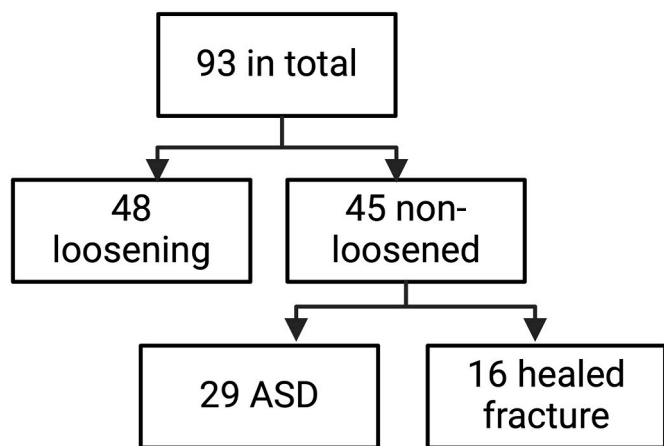 93 in total
48
loosening
45 non-
loosened
29 ASD
16 healed
fracture